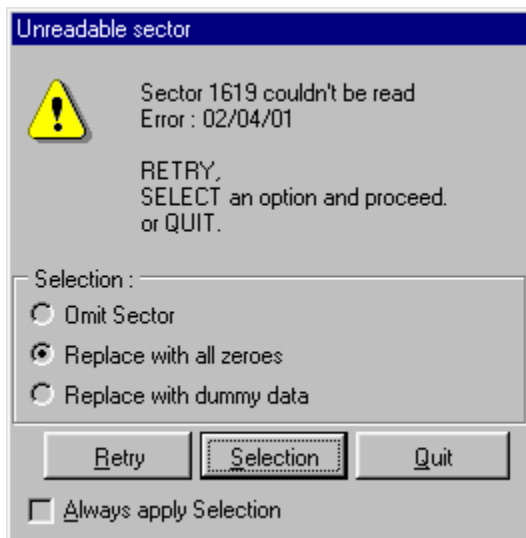 Unreadable sector
Sector 1619 couldn't be read
Error : 02/04/01
RETRY,
SELECT an option and proceed.
or QUIT.
Selection :
Omit Sector
Replace with all zeroes
Replace with dummy data
Retry
Selection
Quit
Always apply Selection